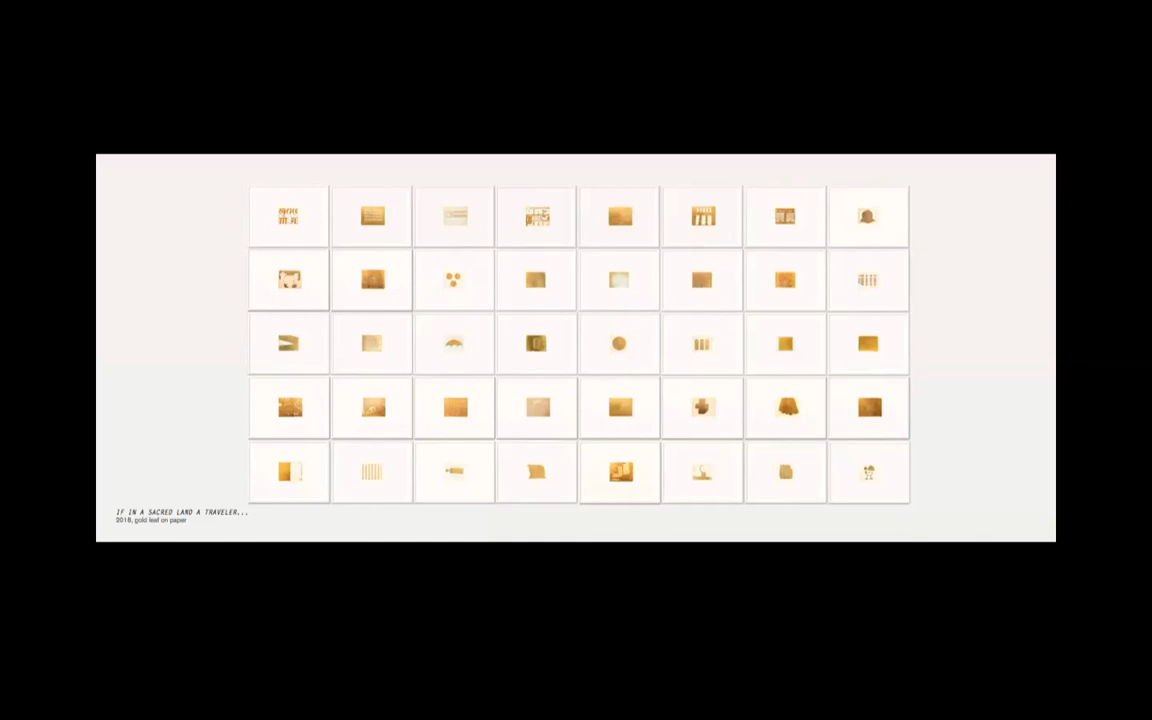 IF IN A SACRED LAND A TRAVELER...
2018, gold leaf on paper